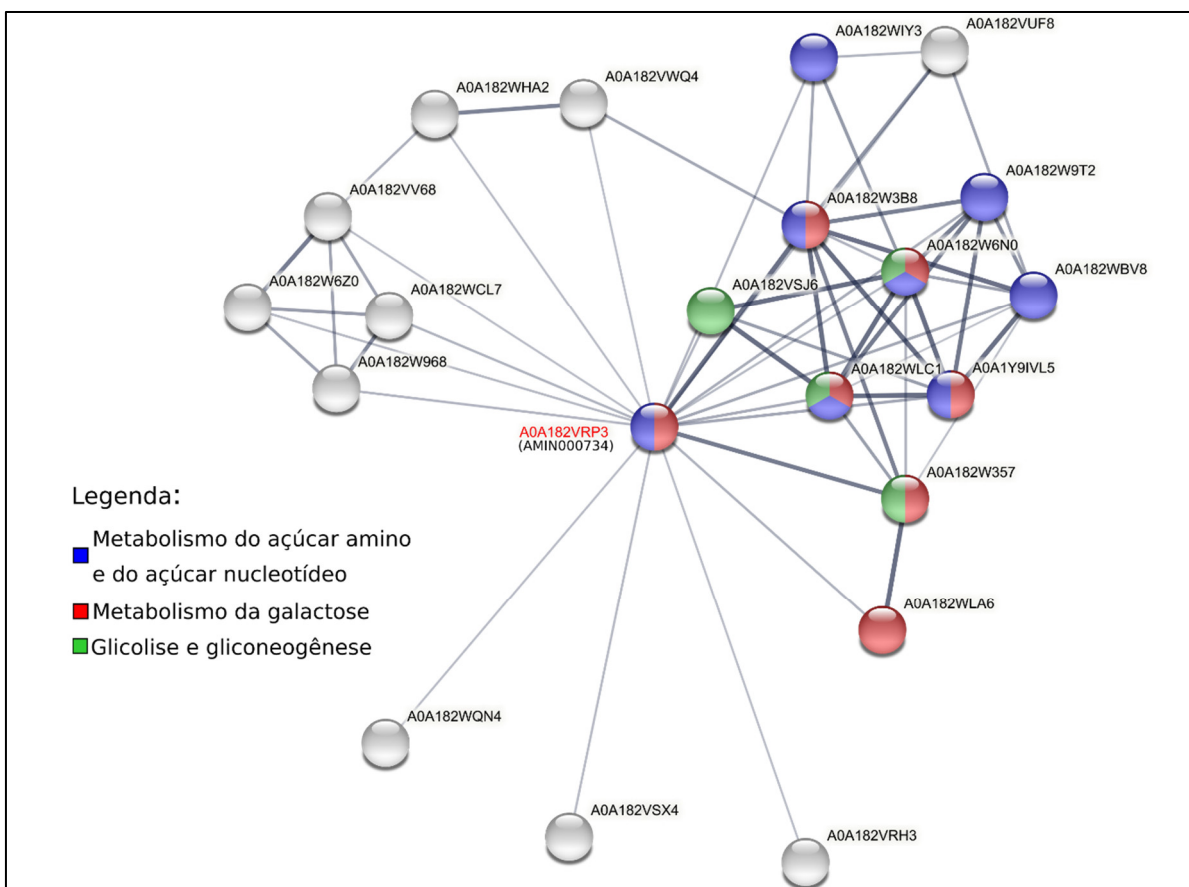 A0A182WIY3
A0A182VUF8
A0A182VWQ4
A0A182WHA2
A0A182W9T2
A0A182VV68
A0A182W3B8
A0A182W6N0
A0A182WBV8
A0A182W6Z0
A0A182WCL7
A0A182VSJ6
A0A182W968
A0A182WLC1
A0A1Y9IVL5
A0A182VRP3
(AMIN000734)
A0A182W357
Legenda:
Metabolismo do açúcar amino
e do açúcar nucleotídeo
Metabolismo da galactose
Glicolise e gliconeogênese
A0A182WLA6
A0A182WQN4
A0A182VSX4
A0A182VRH3